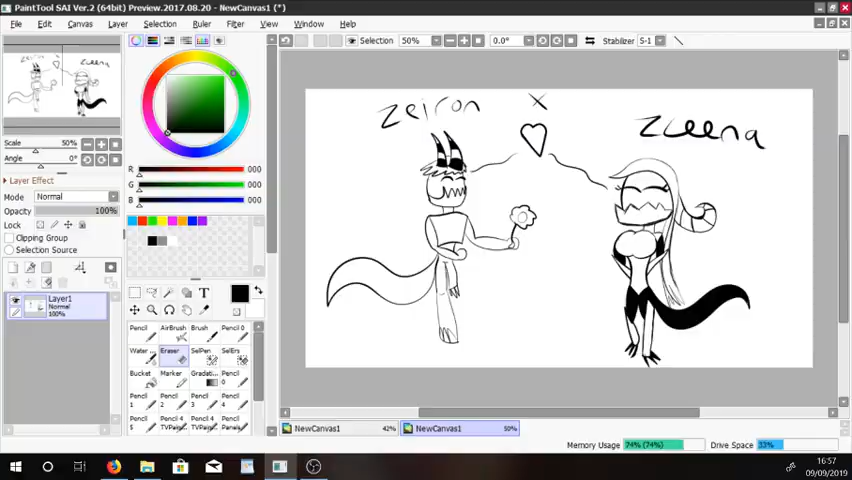 PaintTool SAI Ver.2 (64bit) Preview.2017.08.20 - NewCanvas1 (*)
File Edit Canvas Layer Selection Ruler Filter View Window Help
Selection 50% 0.0° Stabilizer S-1
zeiron x zleena
Scale 50%
Angle 0°
Layer Effect
Mode Normal
Opacity 100%
Lock
Clipping Group
Selection Source
R 000
G 000
B 000
Layer1
Normal
100%
T
Pencil AirBrush Brush Pencil 0
Water ... Eraser SelPen SelErs
Bucket Marker Gradati... Pencil
1 2 3 4
Pencil Pencil Pencil Pencil
Pencil Pencil 4 Pencil 4 Pencil
5 TVPain... TVPain... Panel...
NewCanvas1 42% NewCanvas1 50%
Memory Usage 74% (74%) Drive Space 33%
16:57
09/09/2019